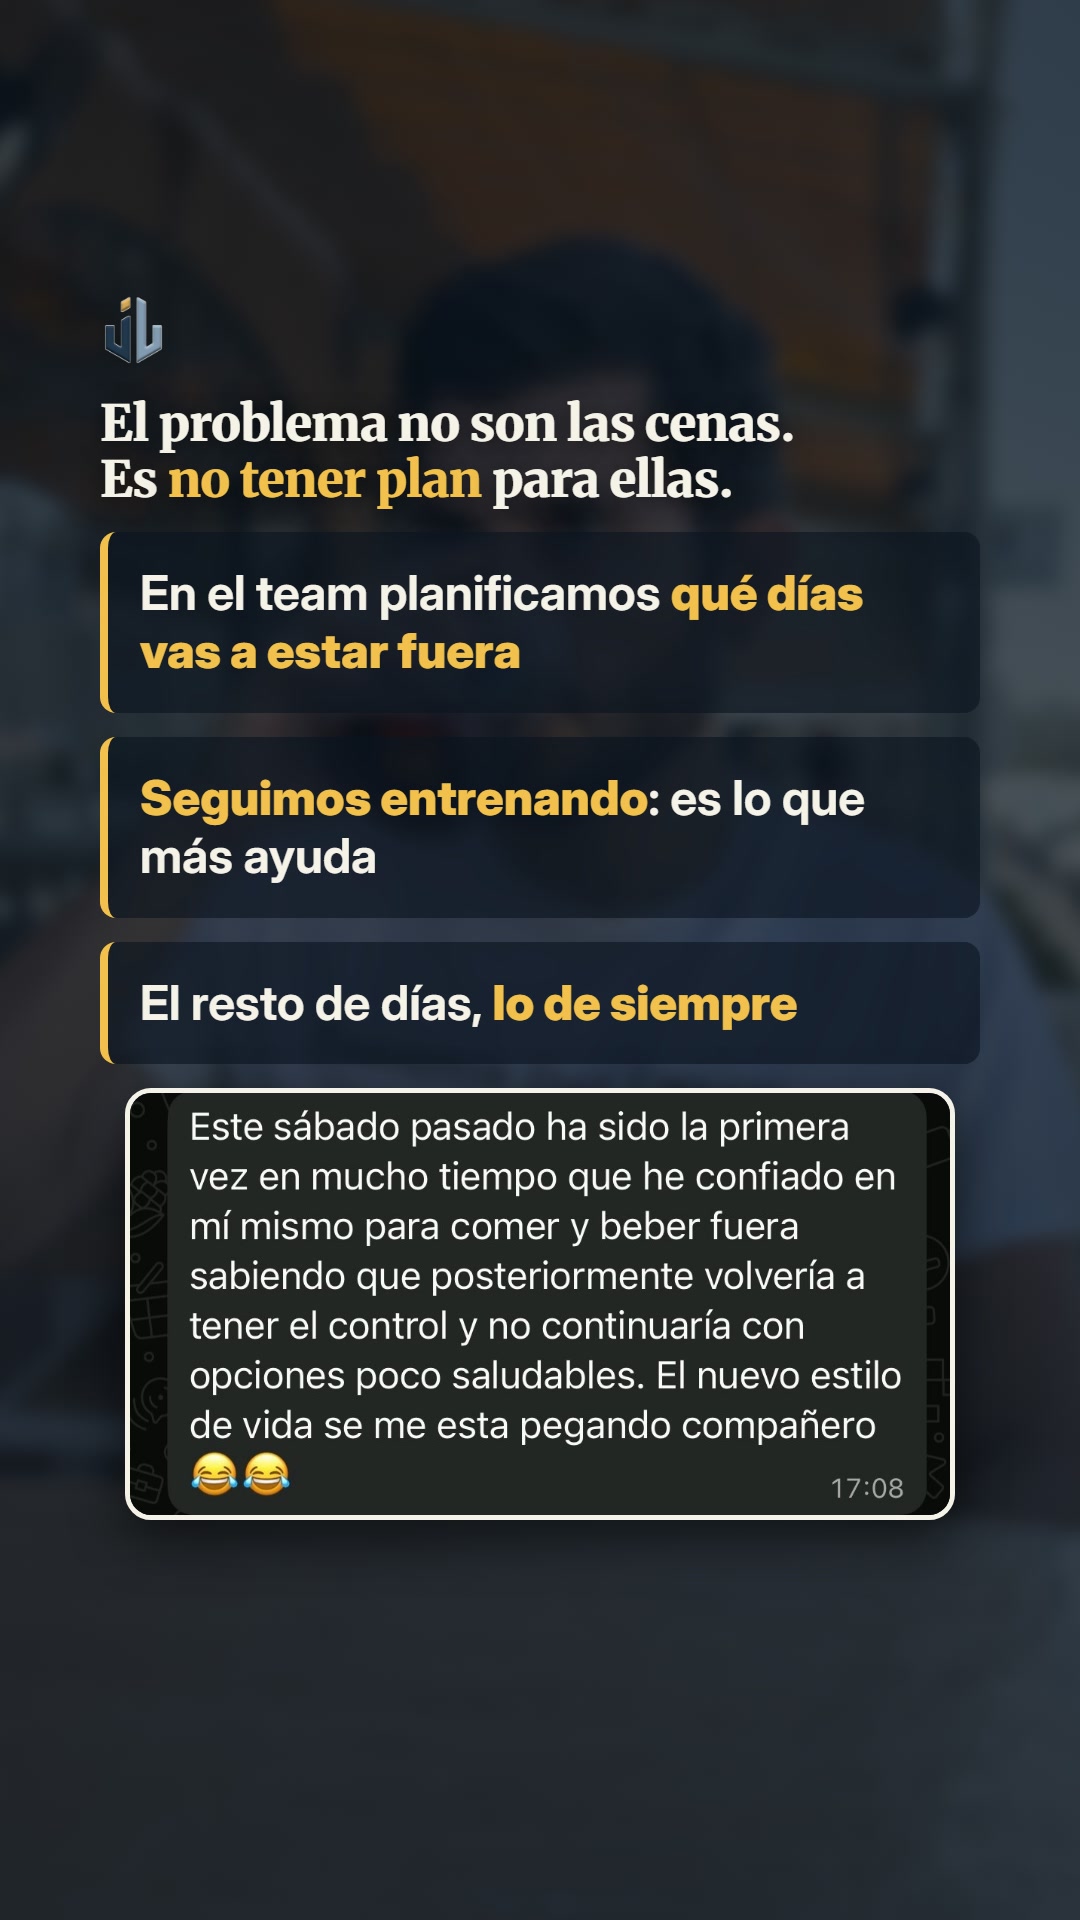 El problema no son las cenas.
Es no tener plan para ellas.
En el team planificamos qué días
vas a estar fuera
Seguimos entrenando: es lo que
más ayuda
El resto de días, lo de siempre
Este sábado pasado ha sido la primera
vez en mucho tiempo que he confiado en
mí mismo para comer y beber fuera
sabiendo que posteriormente volvería a
tener el control y no continuaría con
opciones poco saludables. El nuevo estilo
de vida se me esta pegando compañero
😂😂
17:08